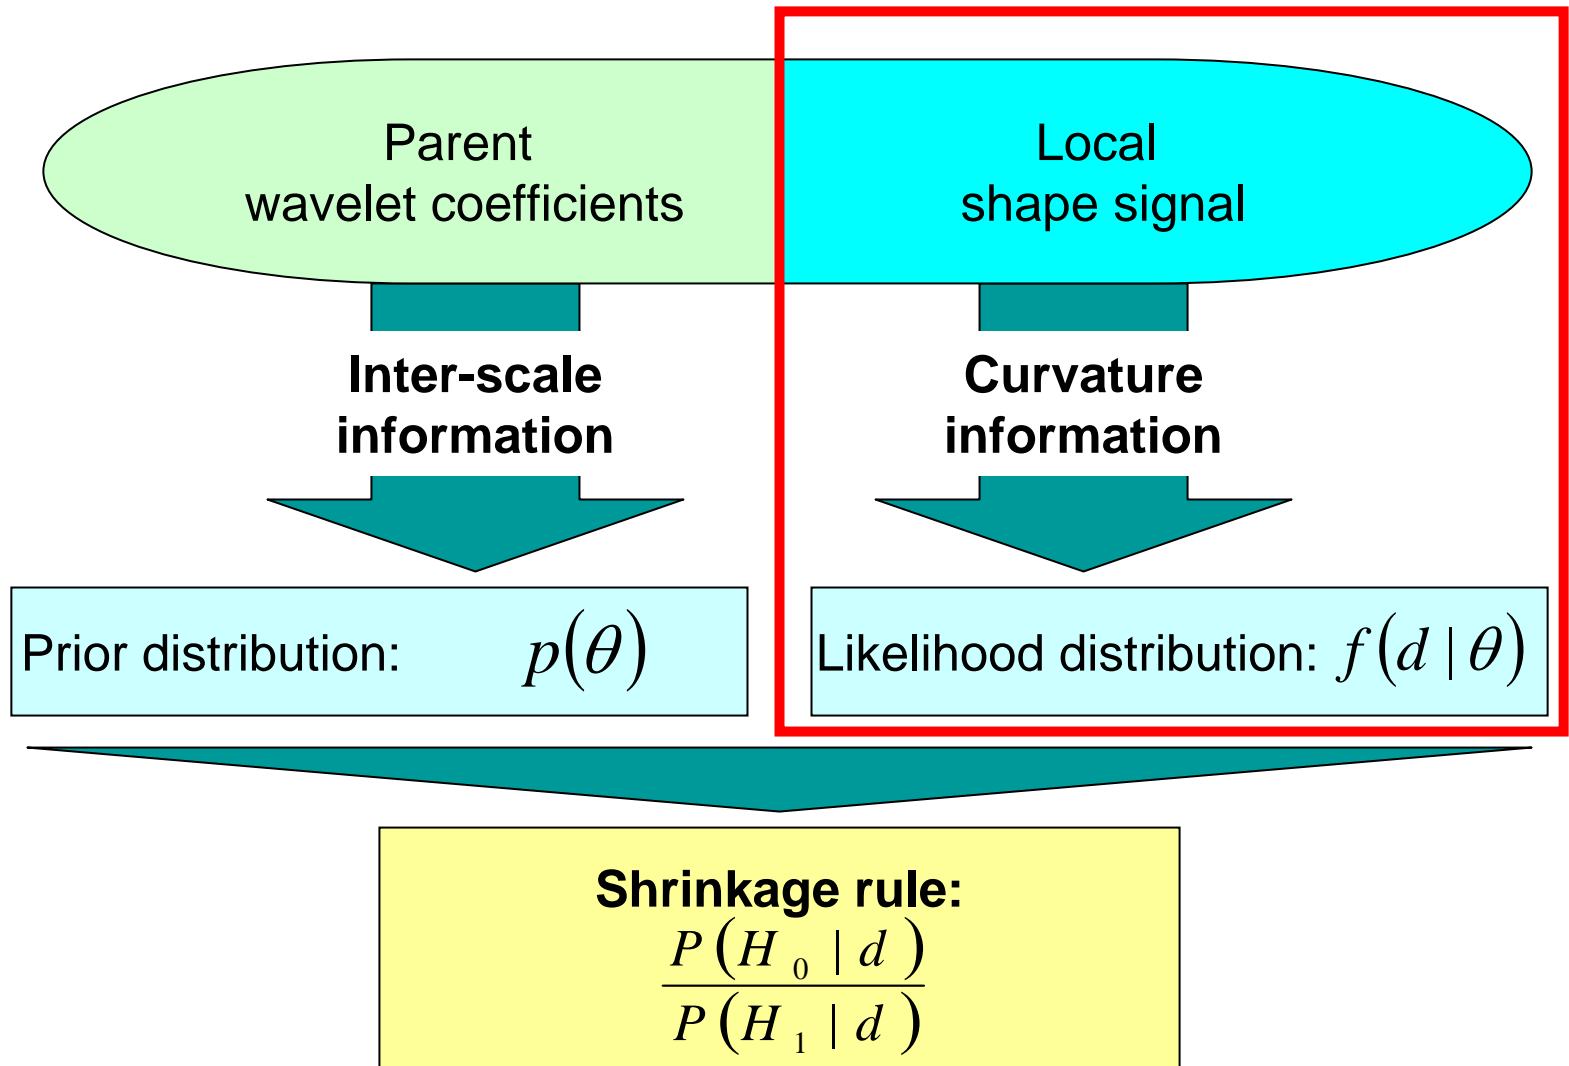 Parent
wavelet coefficients
Local
shape signal
Inter-scale
information
Curvature
information
Prior distribution: p(θ)
Likelihood distribution: f(d | θ)
Shrinkage rule:
P(H₀ | d)
P(H₁ | d)